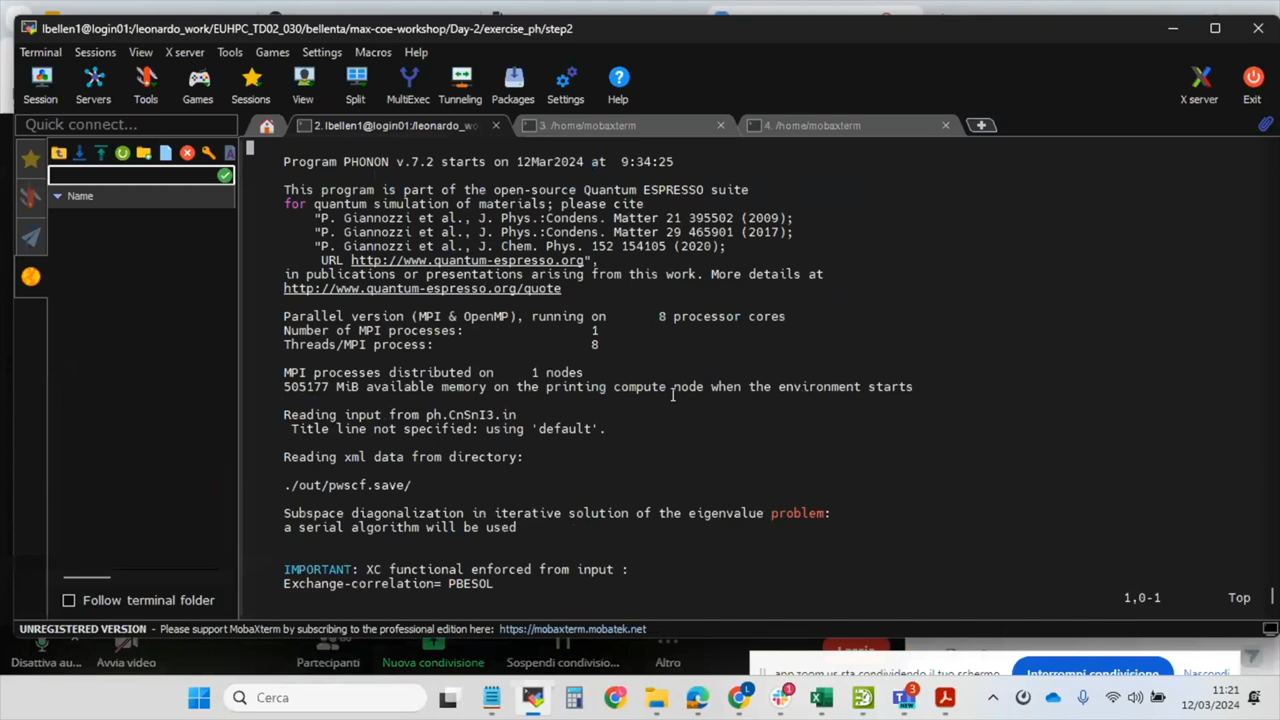 lbellen1@login01:/leonardo_work/EUHPC_TD02_030/bellenta/max-coe-workshop/Day-2/exercise_ph/step2
Terminal Sessions View X server Tools Games Settings Macros Help
Session Servers Tools Games Sessions View Split MultiExec Tunneling Packages Settings Help X server Exit
Quick connect...
2. lbellen1@login01:/leonardo_wo
3. /home/mobaxterm
4. /home/mobaxterm
Name
Program PHONON v.7.2 starts on 12Mar2024 at 9:34:25
This program is part of the open-source Quantum ESPRESSO suite
for quantum simulation of materials; please cite
"P. Giannozzi et al., J. Phys.:Condens. Matter 21 395502 (2009);
"P. Giannozzi et al., J. Phys.:Condens. Matter 29 465901 (2017);
"P. Giannozzi et al., J. Chem. Phys. 152 154105 (2020);
URL http://www.quantum-espresso.org",
in publications or presentations arising from this work. More details at
http://www.quantum-espresso.org/quote
Parallel version (MPI & OpenMP), running on 8 processor cores
Number of MPI processes: 1
Threads/MPI process: 8
MPI processes distributed on 1 nodes
505177 MiB available memory on the printing compute node when the environment starts
Reading input from ph.CnSnI3.in
Title line not specified: using 'default'.
Reading xml data from directory:
./out/pwscf.save/
Subspace diagonalization in iterative solution of the eigenvalue problem:
a serial algorithm will be used
IMPORTANT: XC functional enforced from input :
Exchange-correlation= PBESOL
1,0-1 Top
Follow terminal folder
UNREGISTERED VERSION - Please support MobaXterm by subscribing to the professional edition here: https://mobaxterm.mobatek.net
Disattiva au... Avvia video Partecipanti Nuova condivisione Sospendi condivisio... Altro
Interrompi condivisione
Cerca
11:21
12/03/2024